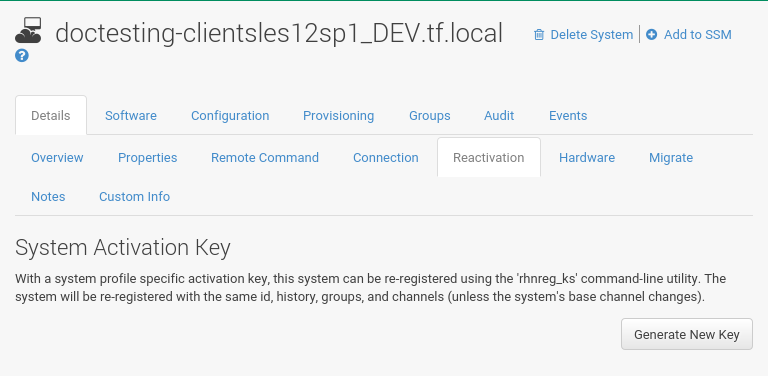 doctesting-clientsles12sp1_DEV.tf.local
Delete System
Add to SSM
Details Software Configuration Provisioning Groups Audit Events
Overview Properties Remote Command Connection Reactivation Hardware Migrate
Notes Custom Info
System Activation Key
With a system profile specific activation key, this system can be re-registered using the 'rhnreg_ks' command-line utility. The
system will be re-registered with the same id, history, groups, and channels (unless the system's base channel changes).
Generate New Key